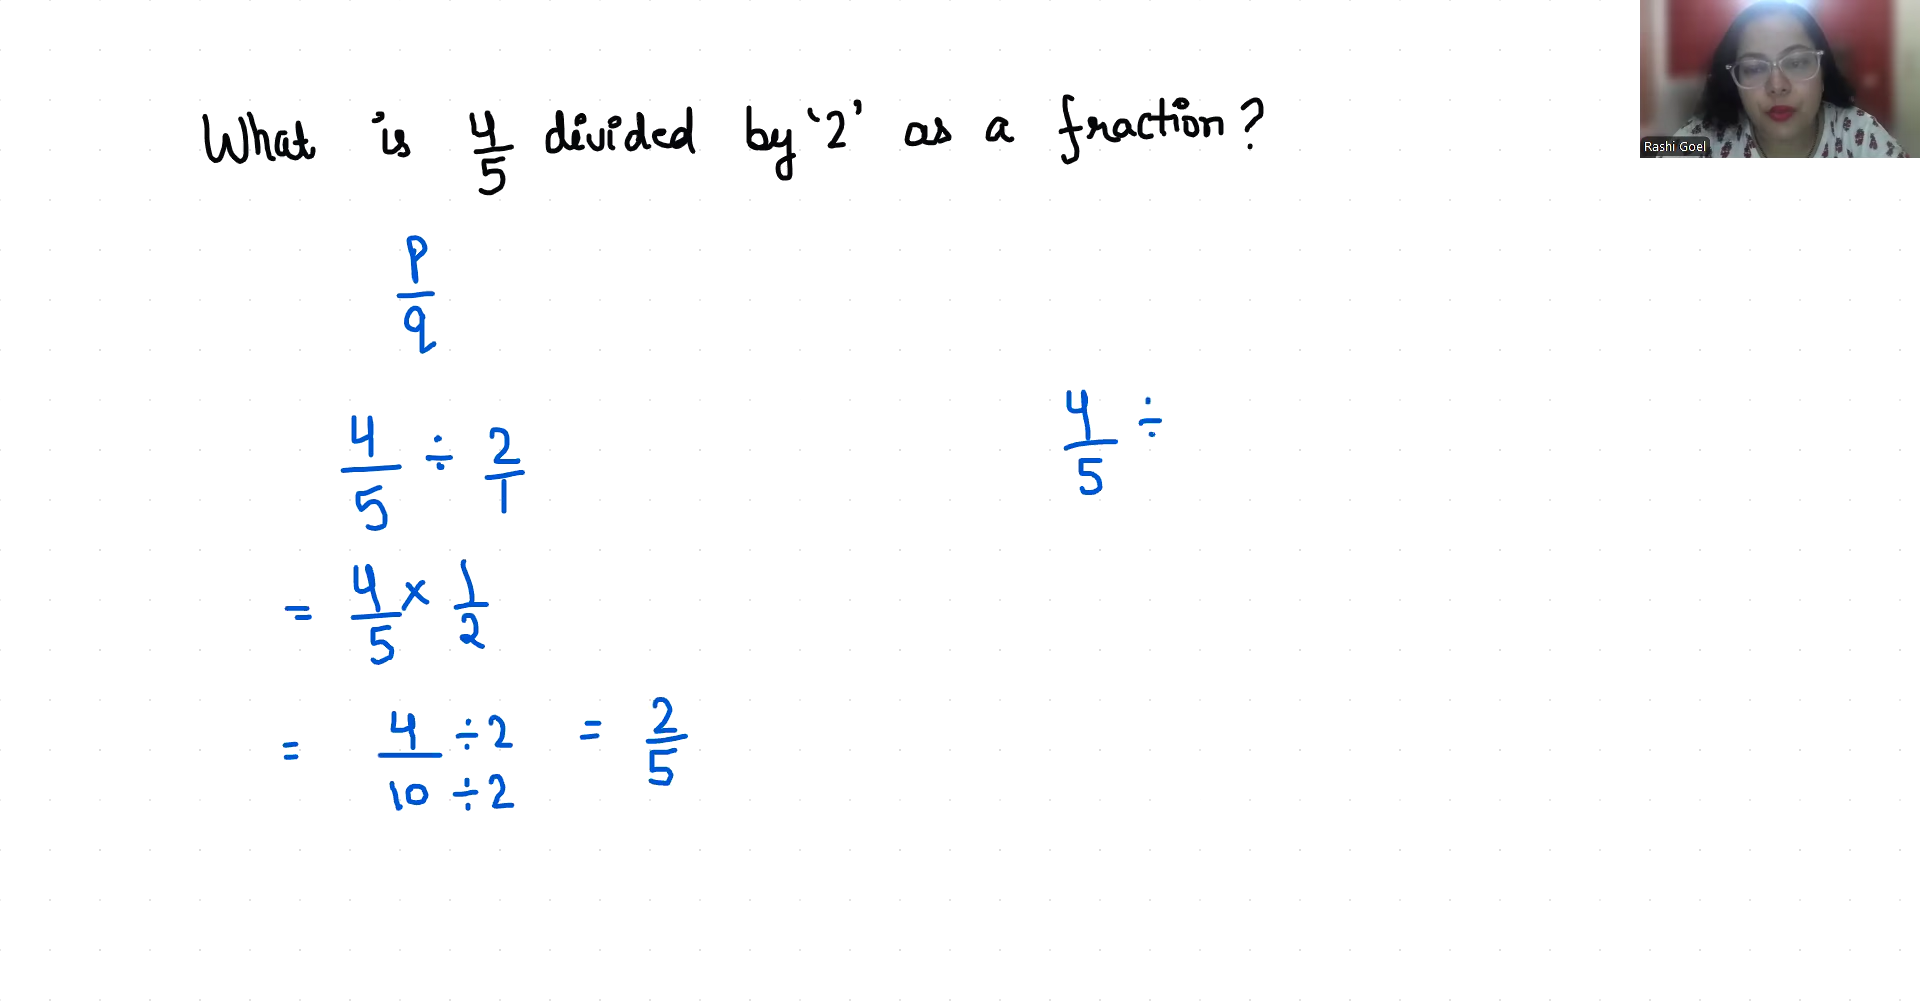 What is 4/5 divided by '2' as a fraction?
Rashi Goel
p/q
4/5 ÷ 2/1
= 4/5 × 1/2
= 4 ÷2 / 10 ÷2 = 2/5
4/5 ÷